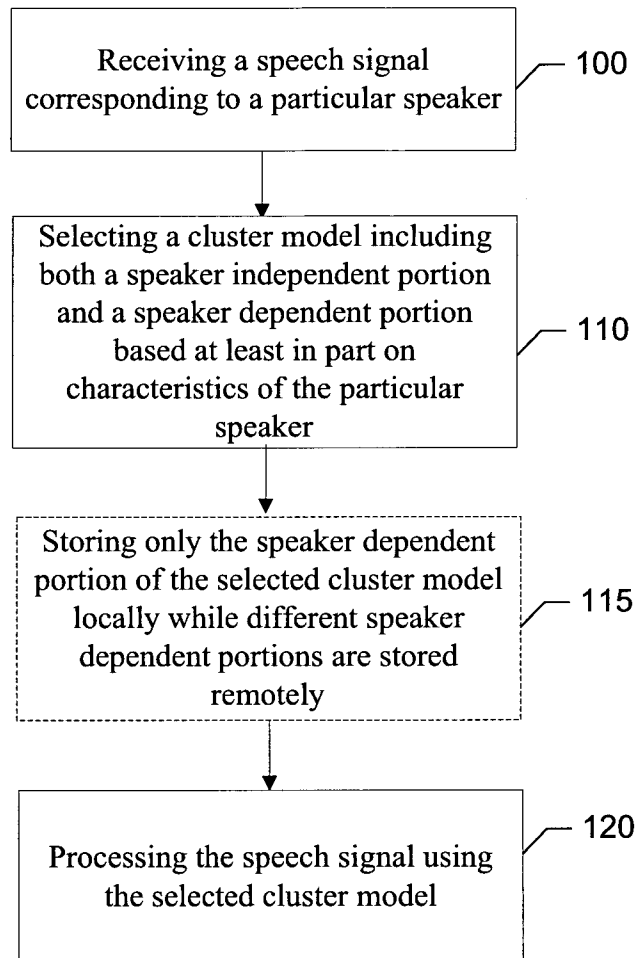 Receiving a speech signal
corresponding to a particular speaker
100
Selecting a cluster model including
both a speaker independent portion
and a speaker dependent portion
based at least in part on
characteristics of the particular
speaker
110
Storing only the speaker dependent
portion of the selected cluster model
locally while different speaker
dependent portions are stored
remotely
115
Processing the speech signal using
the selected cluster model
120